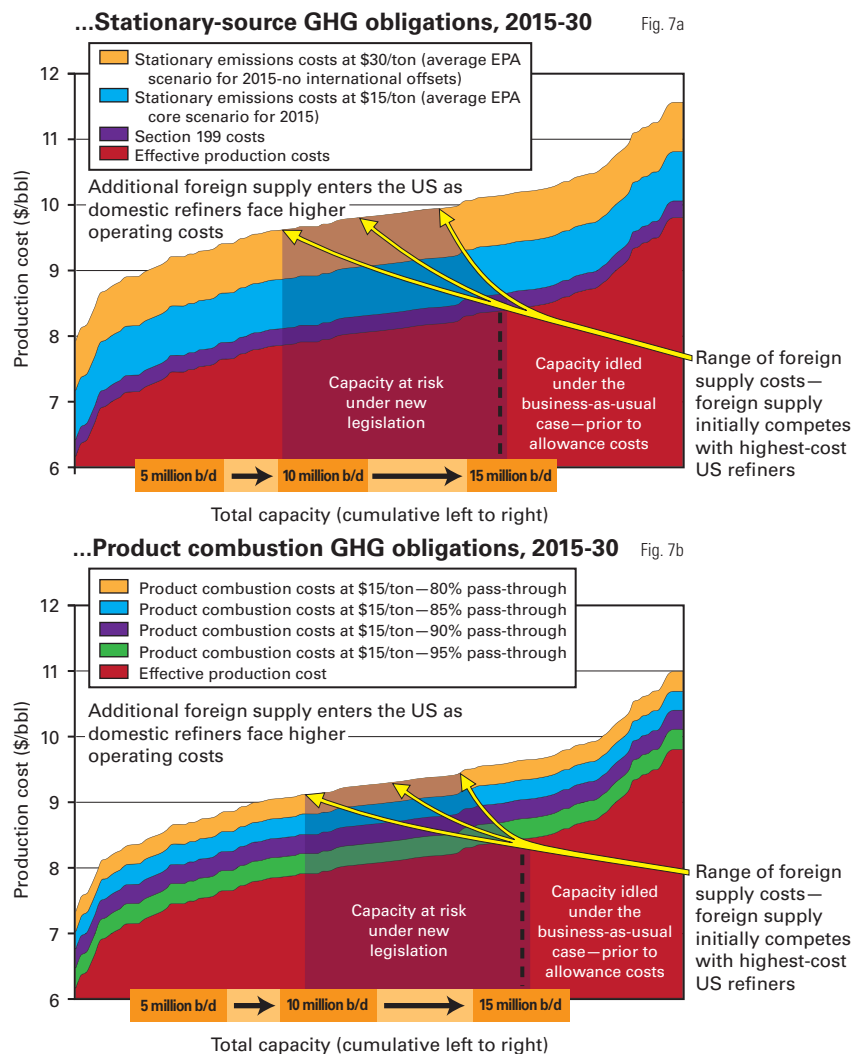 ...Stationary-source GHG obligations, 2015-30
Fig. 7a
Stationary emissions costs at $30/ton (average EPA
scenario for 2015-no international offsets)
Stationary emissions costs at $15/ton (average EPA
core scenario for 2015)
Section 199 costs
Effective production costs
Production cost ($/bbl)
12
11
10
9
8
7
6
Additional foreign supply enters the US as
domestic refiners face higher
operating costs
Capacity at risk
under new
legislation
Capacity idled
under the
business-as-usual
case—prior to
allowance costs
Range of foreign
supply costs—
foreign supply
initially competes
with highest-cost
US refiners
5 million b/d
10 million b/d
15 million b/d
Total capacity (cumulative left to right)
...Product combustion GHG obligations, 2015-30
Fig. 7b
Product combustion costs at $15/ton—80% pass-through
Product combustion costs at $15/ton—85% pass-through
Product combustion costs at $15/ton—90% pass-through
Product combustion costs at $15/ton—95% pass-through
Effective production cost
Production cost ($/bbl)
12
11
10
9
8
7
6
Additional foreign supply enters the US as
domestic refiners face higher
operating costs
Capacity at risk
under new
legislation
Capacity idled
under the
business-as-usual
case—prior to
allowance costs
Range of foreign
supply costs—
foreign supply
initially competes
with highest-cost
US refiners
5 million b/d
10 million b/d
15 million b/d
Total capacity (cumulative left to right)